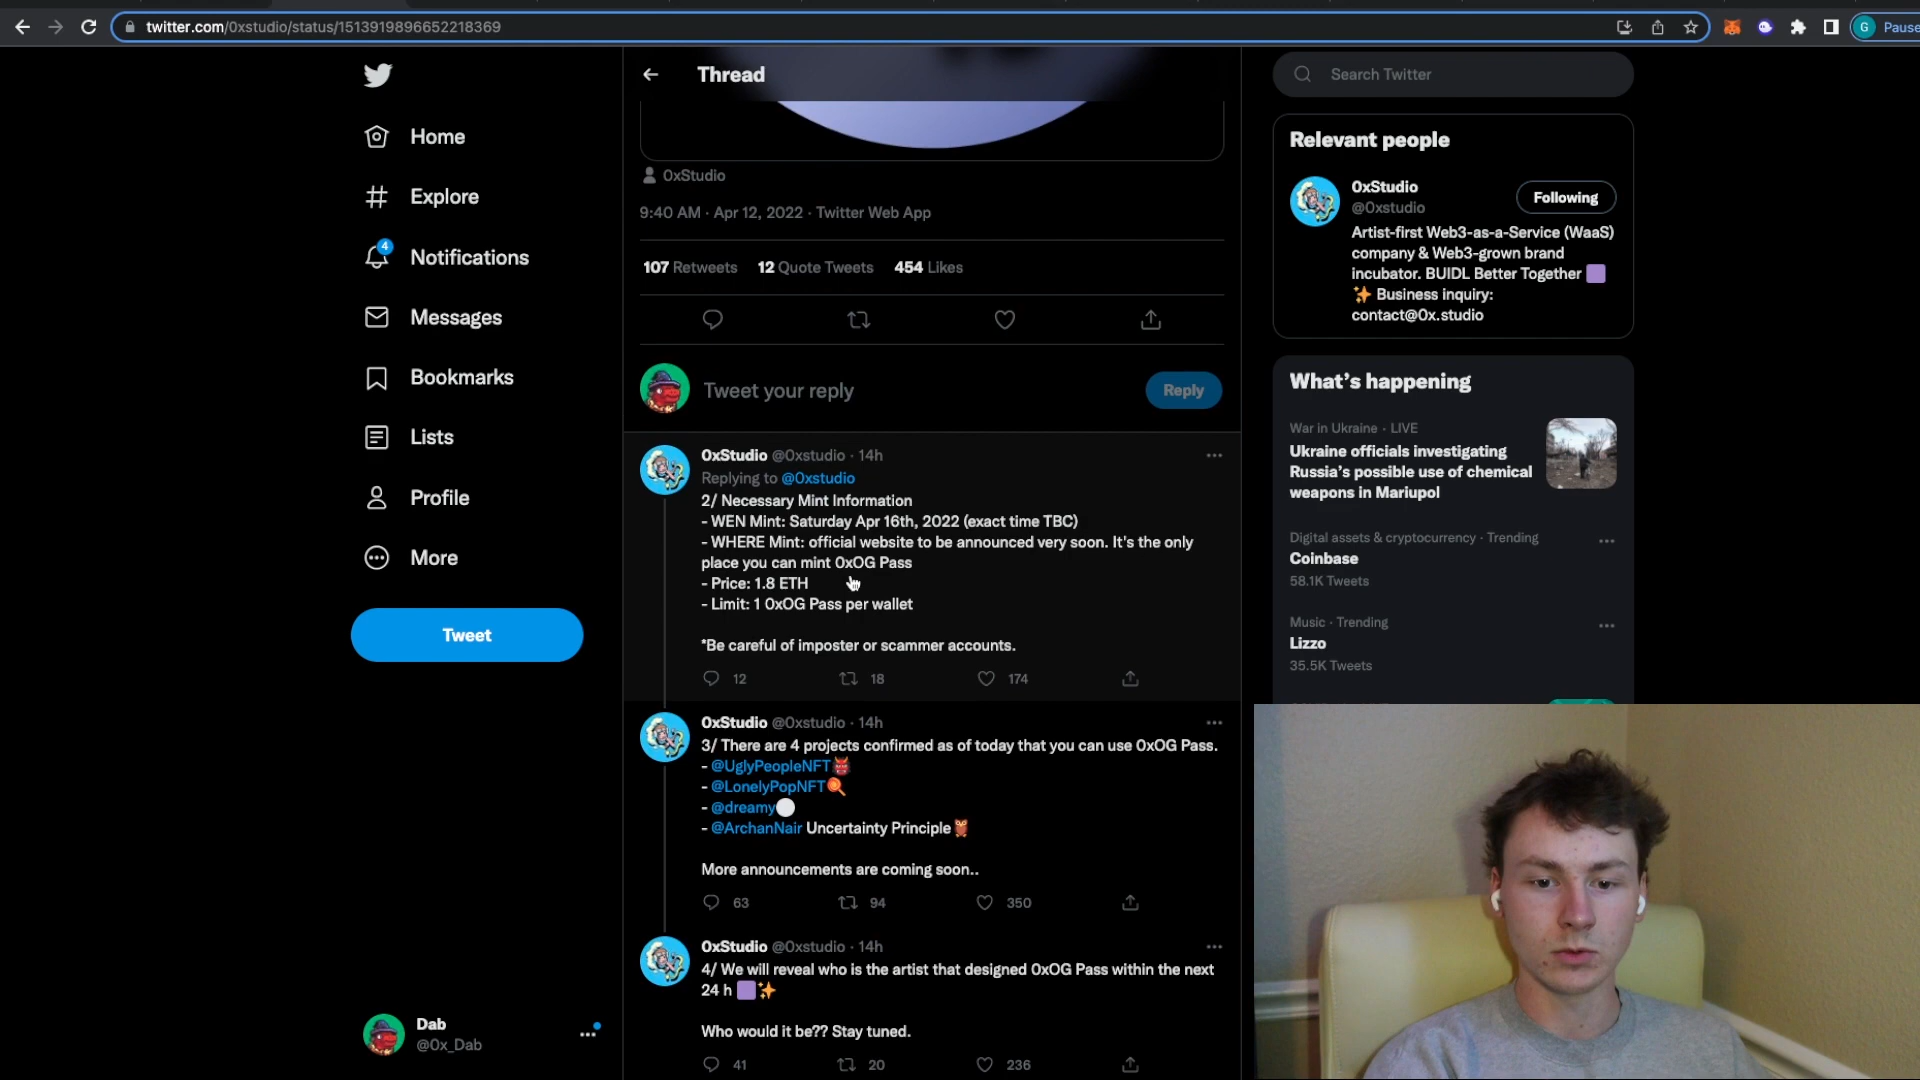 twitter.com/0xstudio/status/1513919896652218369
G
Pause
Home
Explore
4
Notifications
Messages
Bookmarks
Lists
Profile
More
Tweet
Dab
@0x_Dab
Thread
0xStudio
9:40 AM · Apr 12, 2022 · Twitter Web App
107 Retweets 12 Quote Tweets 454 Likes
Tweet your reply
Reply
0xStudio @0xstudio · 14h
Replying to @0xstudio
2/ Necessary Mint Information
- WEN Mint: Saturday Apr 16th, 2022 (exact time TBC)
- WHERE Mint: official website to be announced very soon. It's the only
place you can mint 0xOG Pass
- Price: 1.8 ETH
- Limit: 1 0xOG Pass per wallet
*Be careful of imposter or scammer accounts.
12 18 174
0xStudio @0xstudio · 14h
3/ There are 4 projects confirmed as of today that you can use 0xOG Pass.
- @UglyPeopleNFT👹
- @LonelyPopNFT🍭
- @dreamy⚪
- @ArchanNair Uncertainty Principle🦉
More announcements are coming soon..
63 94 350
0xStudio @0xstudio · 14h
4/ We will reveal who is the artist that designed 0xOG Pass within the next
24 h 🟪✨
Who would it be?? Stay tuned.
41 20 236
Search Twitter
Relevant people
0xStudio
@0xstudio
Following
Artist-first Web3-as-a-Service (WaaS)
company & Web3-grown brand
incubator. BUIDL Better Together 🟪
✨ Business inquiry:
contact@0x.studio
What's happening
War in Ukraine · LIVE
Ukraine officials investigating
Russia's possible use of chemical
weapons in Mariupol
Digital assets & cryptocurrency · Trending
Coinbase
58.1K Tweets
Music · Trending
Lizzo
35.5K Tweets